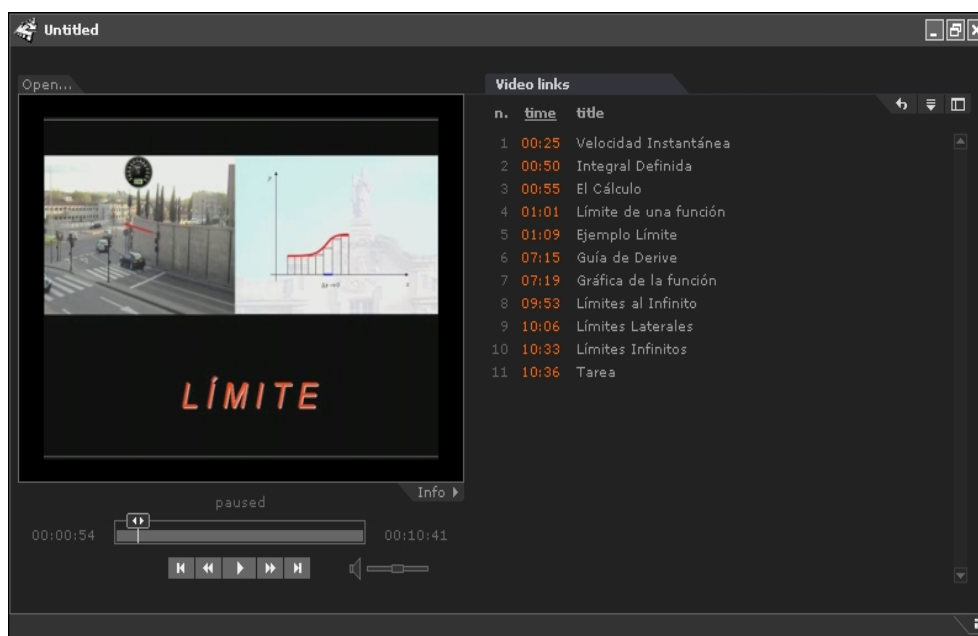 Untitled
Open...
Video links
n. time title
1 00:25 Velocidad Instantánea
2 00:50 Integral Definida
3 00:55 El Cálculo
4 01:01 Límite de una función
5 01:09 Ejemplo Límite
6 07:15 Guía de Derive
7 07:19 Gráfica de la función
8 09:53 Límites al Infinito
9 10:06 Límites Laterales
10 10:33 Límites Infinitos
11 10:36 Tarea
y
Δx→0 x
LÍMITE
Info
paused
00:00:54 00:10:41